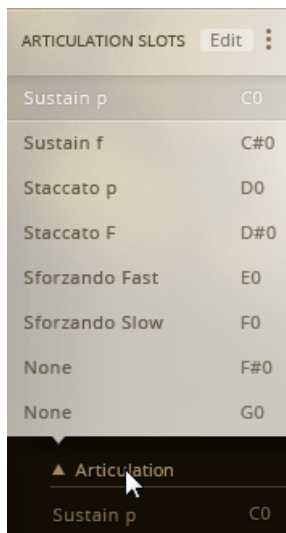 ARTICULATION SLOTS Edit
Sustain p C0
Sustain f C#0
Staccato p D0
Staccato F D#0
Sforzando Fast E0
Sforzando Slow F0
None F#0
None G0
Articulation
Sustain p C0